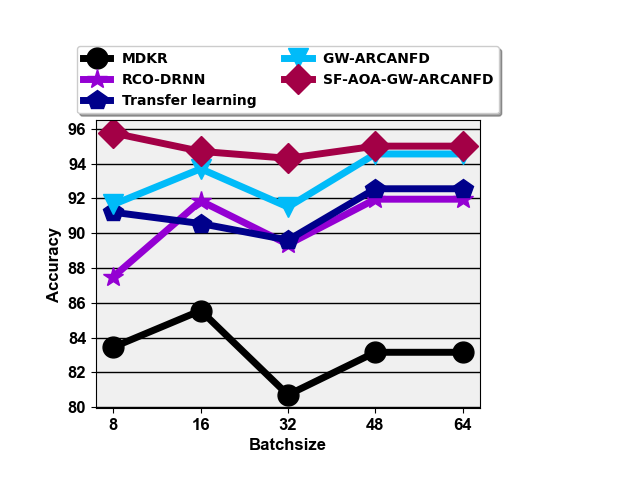 MDKR
RCO-DRNN
Transfer learning
GW-ARCANFD
SF-AOA-GW-ARCANFD
96
94
92
90
88
86
84
82
80
Accuracy
8 16 32 48 64
Batchsize